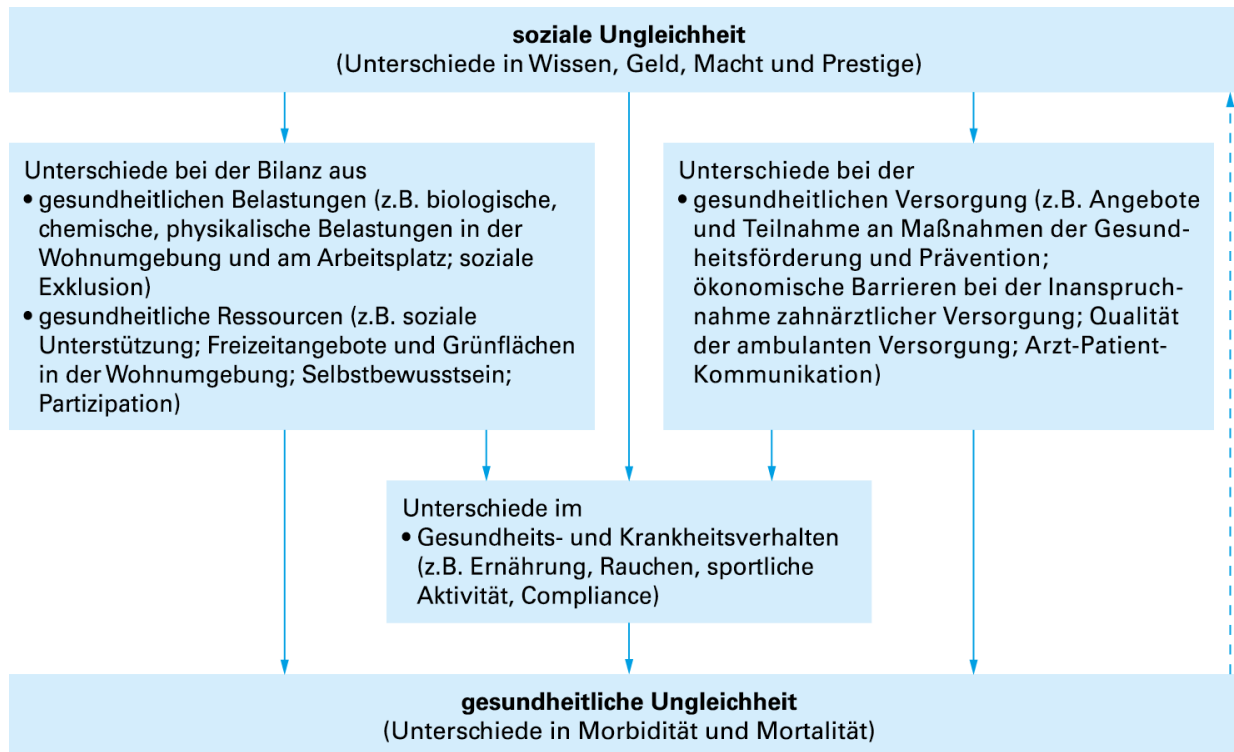 soziale Ungleichheit
(Unterschiede in Wissen, Geld, Macht und Prestige)
Unterschiede bei der Bilanz aus
• gesundheitlichen Belastungen (z.B. biologische,
chemische, physikalische Belastungen in der
Wohnumgebung und am Arbeitsplatz; soziale
Exklusion)
• gesundheitliche Ressourcen (z.B. soziale
Unterstützung; Freizeitangebote und Grünflächen
in der Wohnumgebung; Selbstbewusstsein;
Partizipation)
Unterschiede bei der
• gesundheitlichen Versorgung (z.B. Angebote
und Teilnahme an Maßnahmen der Gesund-
heitsförderung und Prävention;
ökonomische Barrieren bei der Inanspruch-
nahme zahnärztlicher Versorgung; Qualität
der ambulanten Versorgung; Arzt-Patient-
Kommunikation)
Unterschiede im
• Gesundheits- und Krankheitsverhalten
(z.B. Ernährung, Rauchen, sportliche
Aktivität, Compliance)
gesundheitliche Ungleichheit
(Unterschiede in Morbidität und Mortalität)